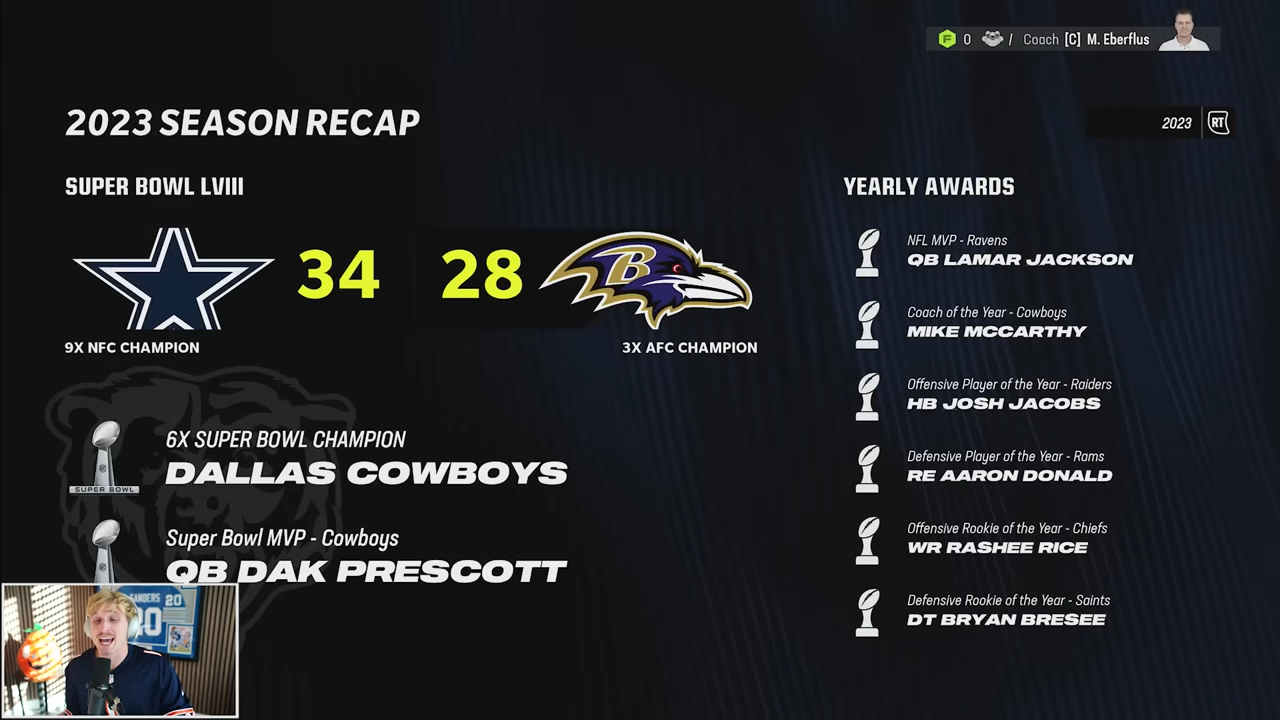 0 / Coach [C] M. Eberflus
2023 SEASON RECAP
2023 RT
SUPER BOWL LVIII
34 28 B
9X NFC CHAMPION
3X AFC CHAMPION
6X SUPER BOWL CHAMPION
DALLAS COWBOYS
SUPER BOWL
Super Bowl MVP - Cowboys
QB DAK PRESCOTT
YEARLY AWARDS
NFL MVP - Ravens
QB LAMAR JACKSON
Coach of the Year - Cowboys
MIKE MCCARTHY
Offensive Player of the Year - Raiders
HB JOSH JACOBS
Defensive Player of the Year - Rams
RE AARON DONALD
Offensive Rookie of the Year - Chiefs
WR RASHEE RICE
Defensive Rookie of the Year - Saints
DT BRYAN BRESEE
SANDERS 20
20